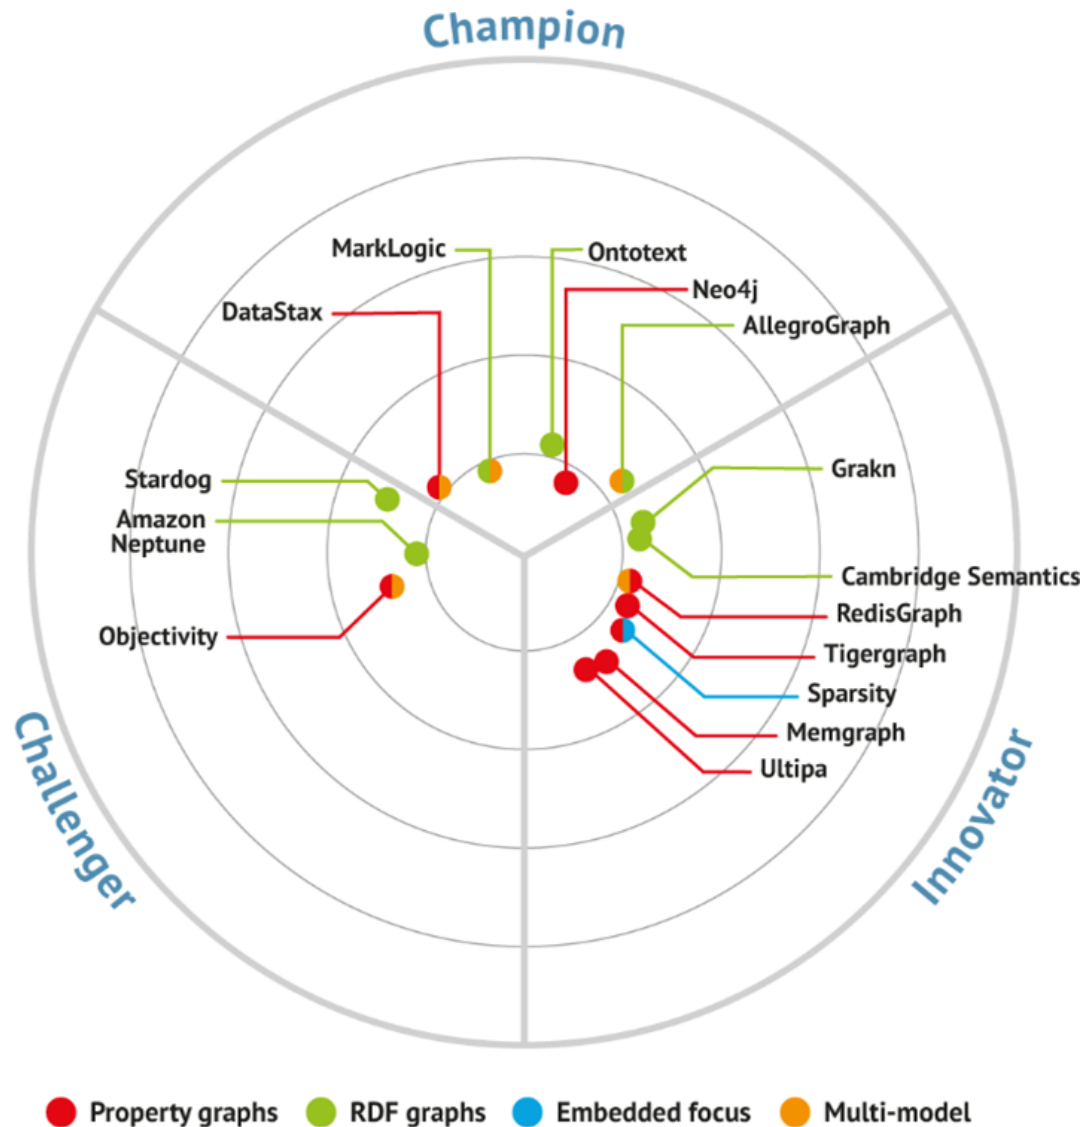 Champion
MarkLogic
Ontotext
Neo4j
DataStax
AllegroGraph
Grakn
Stardog
Amazon
Neptune
Cambridge Semantics
RedisGraph
Objectivity
Tigergraph
Sparsity
Memgraph
Ultipa
Challenger
Innovator
Property graphs
RDF graphs
Embedded focus
Multi-model